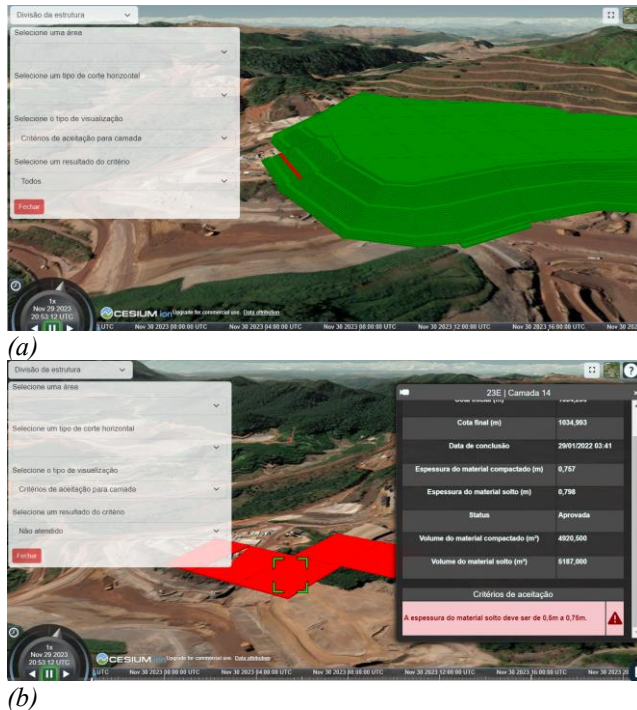 Divisão da estrutura
Selecione uma área
Selecione um tipo de corte horizontal
Selecione o tipo de visualização
Critérios de aceitação para camada
Selecione um resultado do critério
Todos
Fechar
1x
Nov 29 2023
20:53:12 UTC
CESIUM ion Upgrade for commercial use. Data attribution
UTC Nov 30 2023 00:00:00 UTC Nov 30 2023 04:00:00 UTC Nov 30 2023 08:00:00 UTC Nov 30 2023 12:00:00 UTC Nov 30 2023 16:00:00 UTC Nov 30 202
(a)
Divisão da estrutura
Selecione uma área
Selecione um tipo de corte horizontal
Selecione o tipo de visualização
Critérios de aceitação para camada
Selecione um resultado do critério
Não atendido
Fechar
23E | Camada 14
Cota final (m) 1034,993
Data de conclusão 29/01/2022 03:41
Espessura do material compactado (m) 0,757
Espessura do material solto (m) 0,798
Status Aprovada
Volume do material compactado (m³) 4920,500
Volume do material solto (m³) 5187,000
Critérios de aceitação
A espessura do material solto deve ser de 0,6m a 0,75m.
1x
Nov 29 2023
20:53:12 UTC
CESIUM ion Upgrade for commercial use. Data attribution
UTC Nov 30 2023 00:00:00 UTC Nov 30 2023 04:00:00 UTC Nov 30 2023 08:00:00 UTC Nov 30 2023 12:00:00 UTC Nov 30 2023 16:00:00 UTC Nov 30 2023
(b)